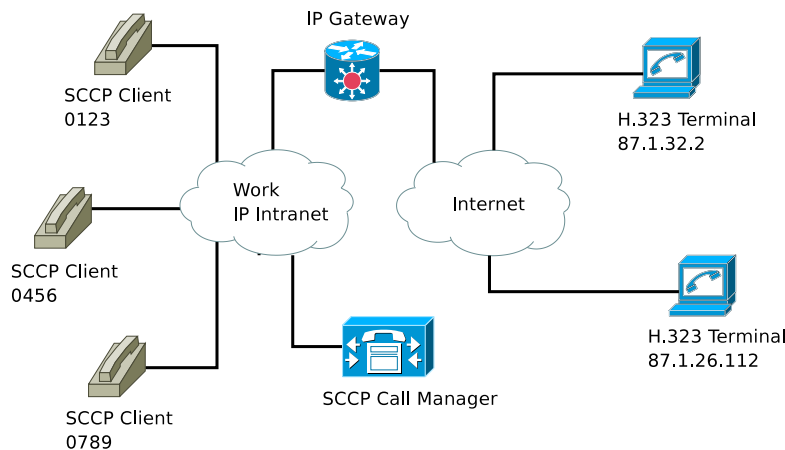 IP Gateway
SCCP Client
0123
H.323 Terminal
87.1.32.2
Work
IP Intranet
Internet
SCCP Client
0456
H.323 Terminal
87.1.26.112
SCCP Call Manager
SCCP Client
0789